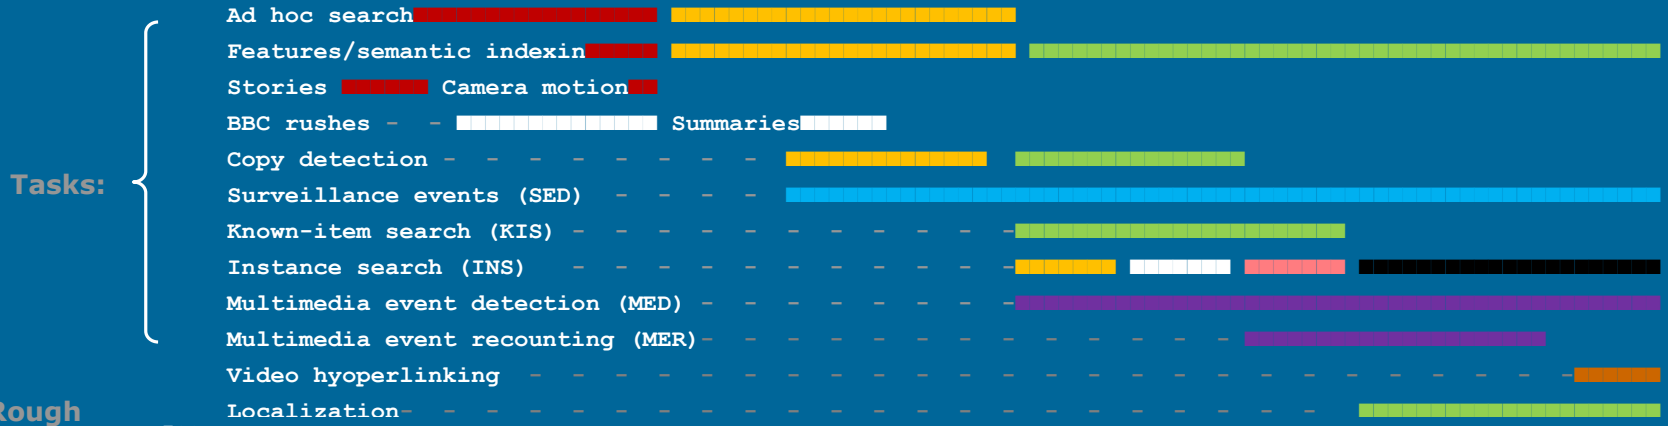 Ad hoc search
Features/semantic indexin
Stories Camera motion
BBC rushes - - Summaries
Copy detection - - - - - - - -
Tasks:
Surveillance events (SED) - - - -
Known-item search (KIS) - - - - - - - - - - -
Instance search (INS) - - - - - - - - - - -
Multimedia event detection (MED) - - - - - - - -
Multimedia event recounting (MER) - - - - - - - - - - - - -
Video hyoperlinking - - - - - - - - - - - - - - - - - - - - - - - - -
Rough
Localization - - - - - - - - - - - - - - - - - - - - - -